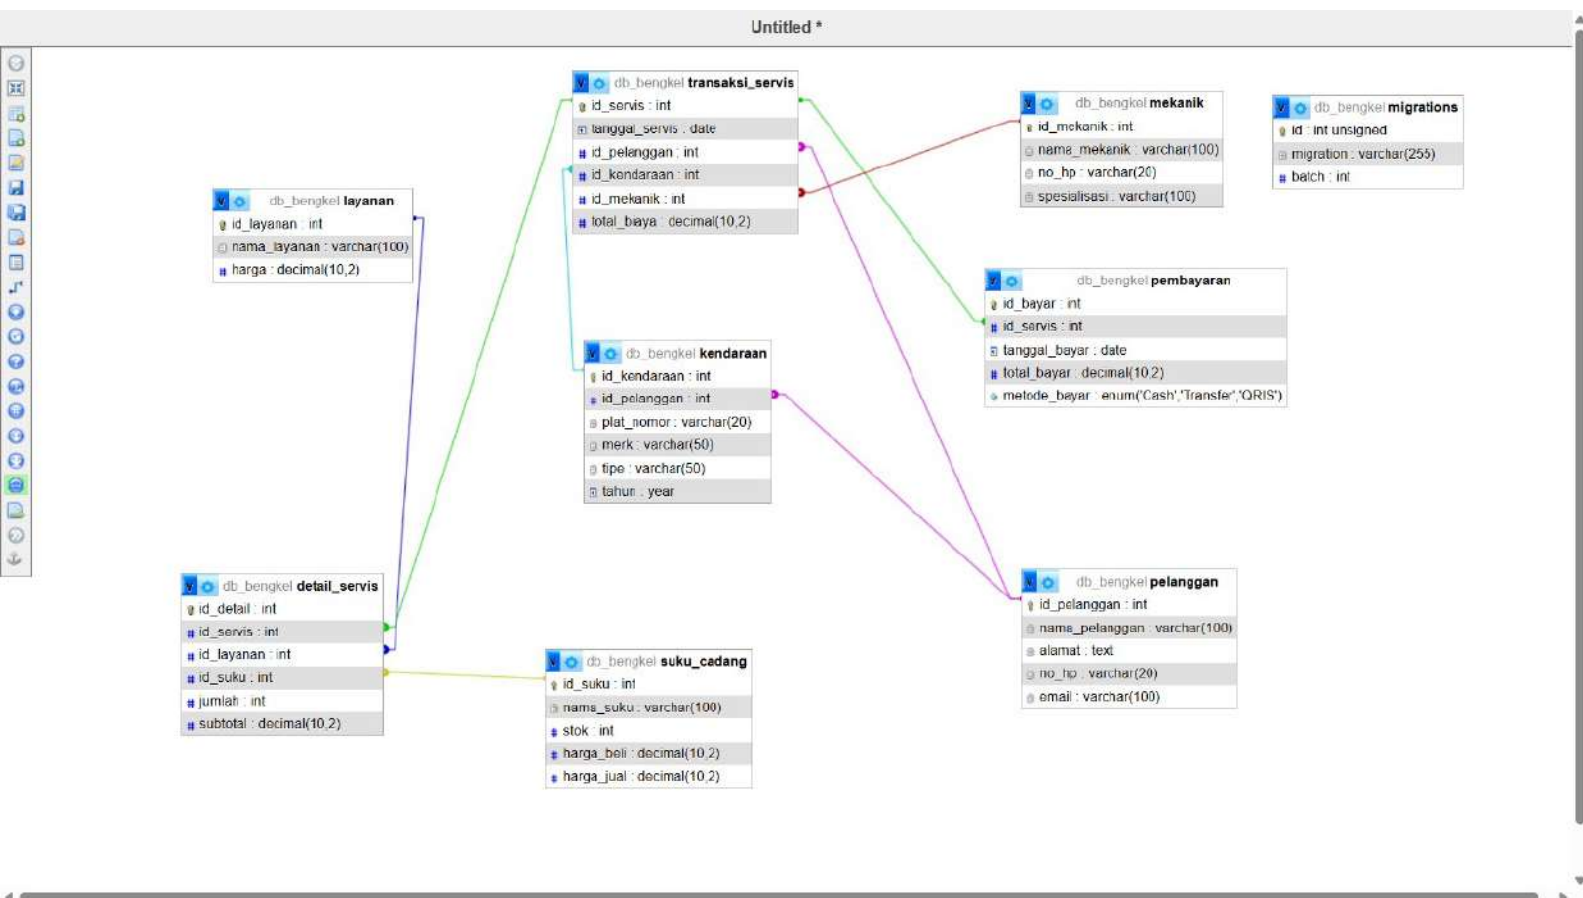 Untitled *
db_bengkel transaksi_servis
id_servis : int
tanggal_servis : date
id_pelanggan : int
id_kendaraan : int
id_mekanik : int
total_biaya : decimal(10,2)
db_bengkel mekanik
id_mekanik : int
nama_mekanik : varchar(100)
no_hp : varchar(20)
spesialisasi : varchar(100)
db_bengkel migrations
id : int unsigned
migration : varchar(255)
batch : int
db_bengkel layanan
id_layanan : int
nama_layanan : varchar(100)
harga : decimal(10,2)
db_bengkel pembayaran
id_bayar : int
id_servis : int
tanggal_bayar : date
total_bayar : decimal(10,2)
metode_bayar : enum('Cash','Transfer','QRIS')
db_bengkel kendaraan
id_kendaraan : int
id_pelanggan : int
plat_nomor : varchar(20)
merk : varchar(50)
tipe : varchar(50)
tahun : year
db_bengkel detail_servis
id_detail : int
id_servis : int
id_layanan : int
id_suku : int
jumlah : int
subtotal : decimal(10,2)
db_bengkel suku_cadang
id_suku : int
nama_suku : varchar(100)
stok : int
harga_beli : decimal(10,2)
harga_jual : decimal(10,2)
db_bengkel pelanggan
id_pelanggan : int
nama_pelanggan : varchar(100)
alamat : text
no_hp : varchar(20)
email : varchar(100)